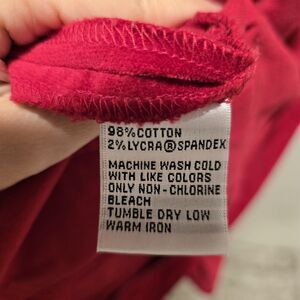 98%COTTON
2%LYCRA®SPANDEX
MACHINE WASH COLD
WITH LIKE COLORS
ONLY NON-CHLORINE
BLEACH
TUMBLE DRY LOW
WARM IRON